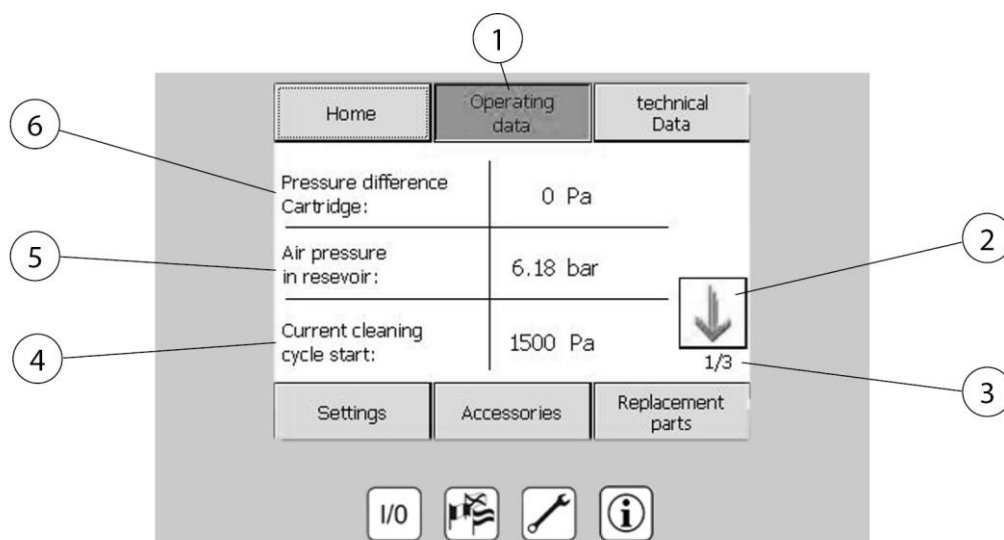 1
Home
Operating
data
technical
Data
6
Pressure difference
Cartridge:
0 Pa
5
Air pressure
in resevoir:
6.18 bar
2
4
Current cleaning
cycle start:
1500 Pa
1/3
3
Settings
Accessories
Replacement
parts
I/0
i